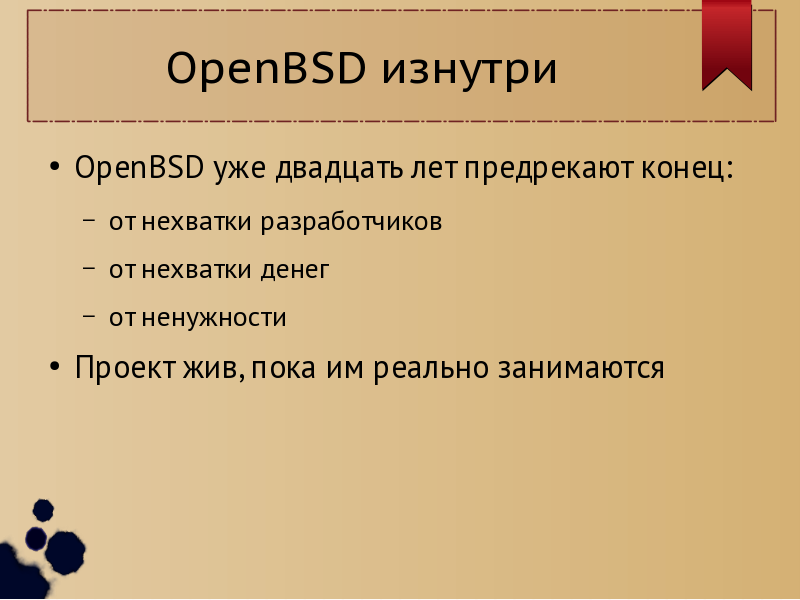 OpenBSD изнутри
• OpenBSD уже двадцать лет предрекают конец:
– от нехватки разработчиков
– от нехватки денег
– от ненужности
• Проект жив, пока им реально занимаются